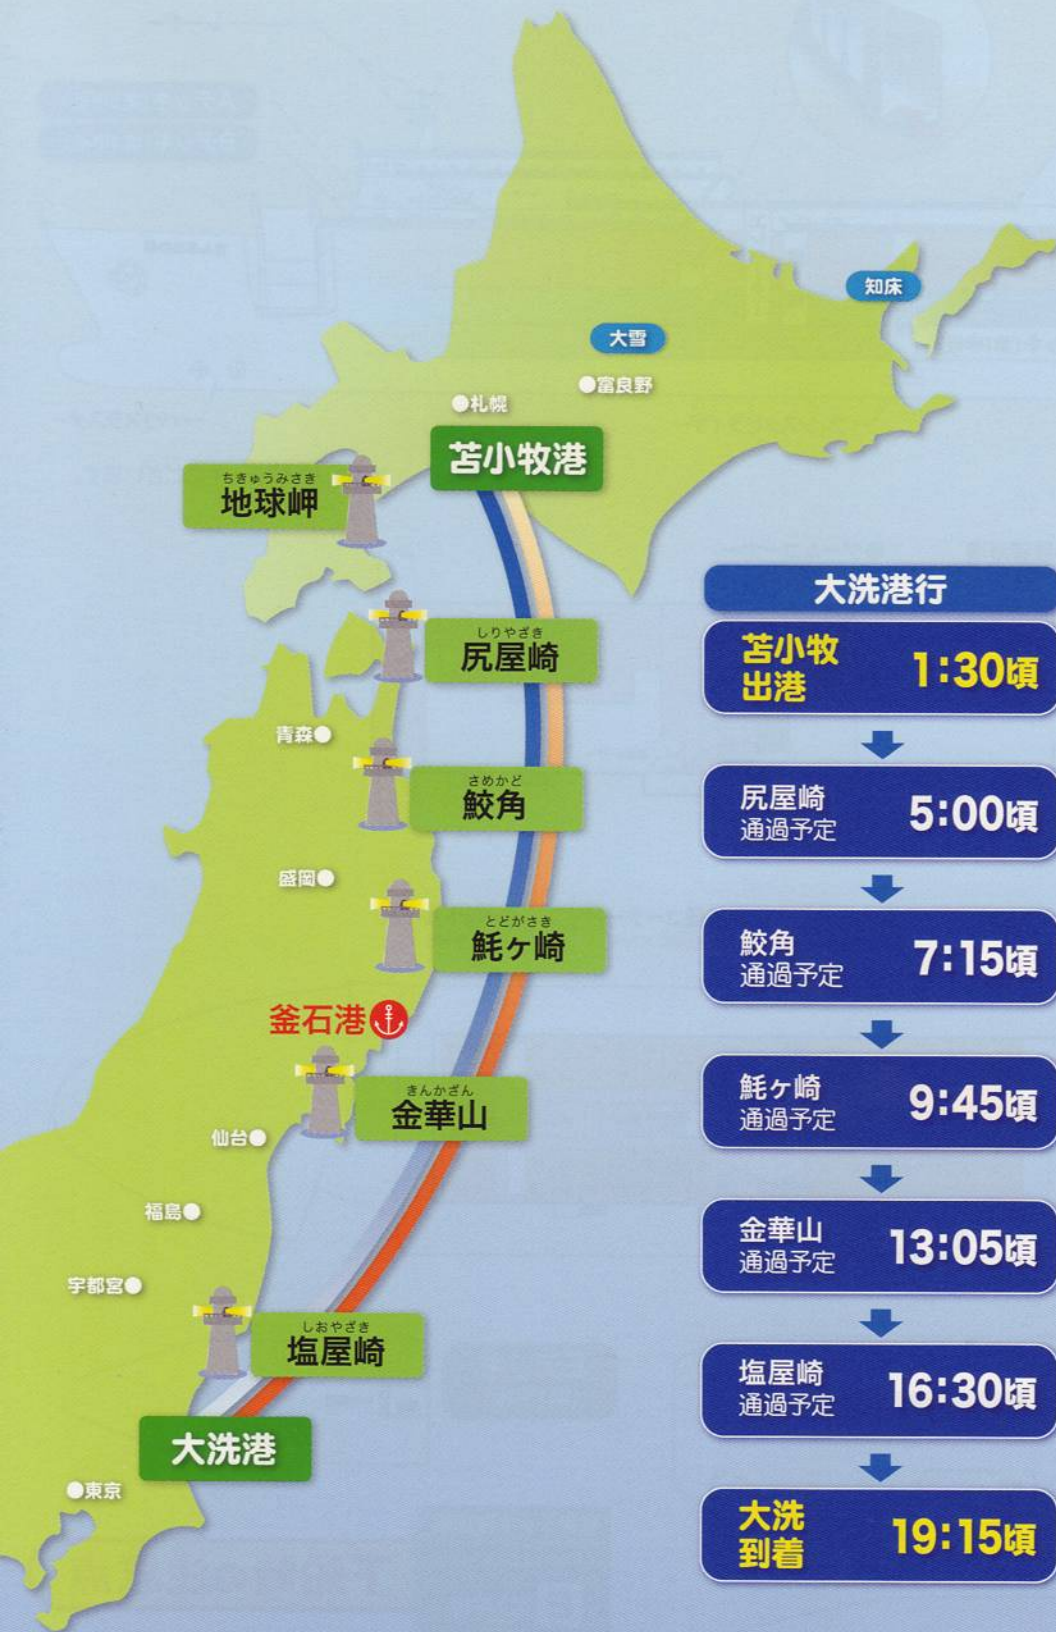 知床
大雪
●富良野
●札幌
苫小牧港
ちきゅうみさき
地球岬
しりやざき
尻屋崎
青森●
さめかど
鮫角
盛岡●
とどがさき
魹ヶ崎
釜石港
きんかざん
金華山
仙台●
福島●
宇都宮●
しおやざき
塩屋崎
大洗港
●東京
大洗港行
苫小牧
出港
1:30頃
尻屋崎
通過予定
5:00頃
鮫角
通過予定
7:15頃
魹ヶ崎
通過予定
9:45頃
金華山
通過予定
13:05頃
塩屋崎
通過予定
16:30頃
大洗
到着
19:15頃